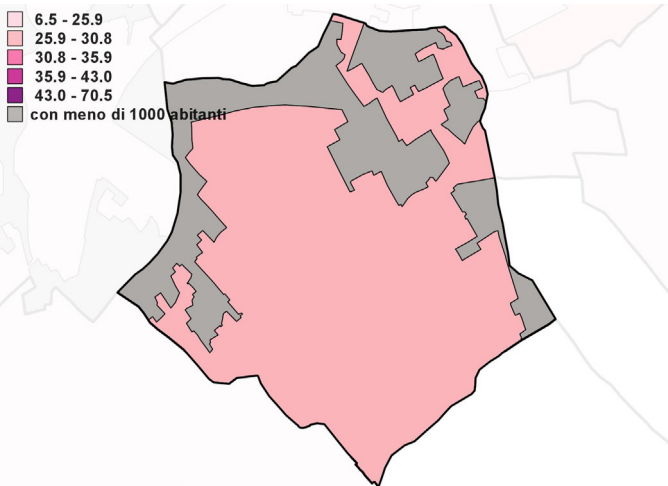 6.5 - 25.9
25.9 - 30.8
30.8 - 35.9
35.9 - 43.0
43.0 - 70.5
con meno di 1000 abitanti